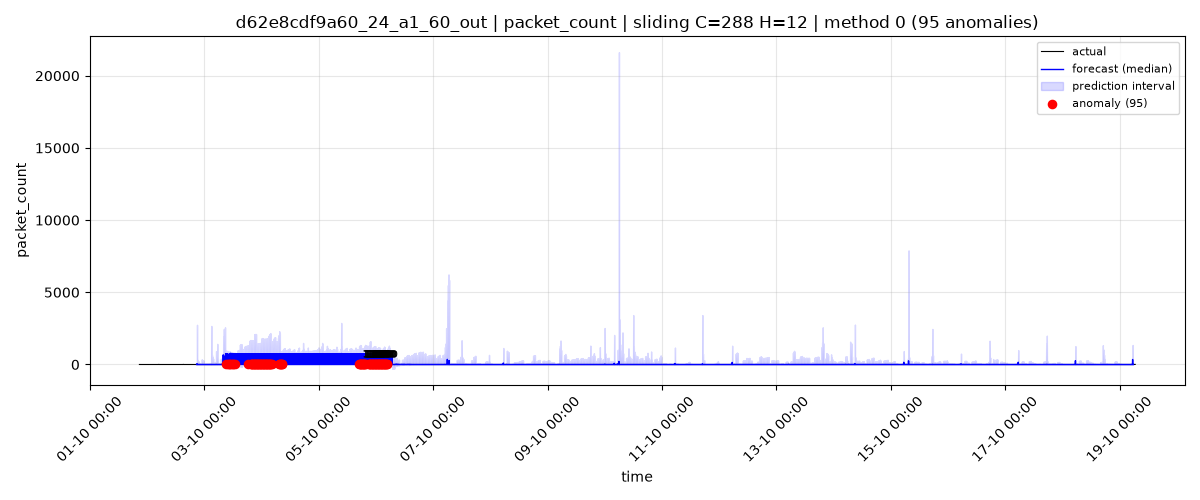 d62e8cdf9a60_24_a1_60_out | packet_count | sliding C=288 H=12 | method 0 (95 anomalies)
actual
forecast (median)
prediction interval
anomaly (95)
packet_count
20000
15000
10000
5000
0
01-10 00:00
03-10 00:00
05-10 00:00
07-10 00:00
09-10 00:00
11-10 00:00
13-10 00:00
15-10 00:00
17-10 00:00
19-10 00:00
time